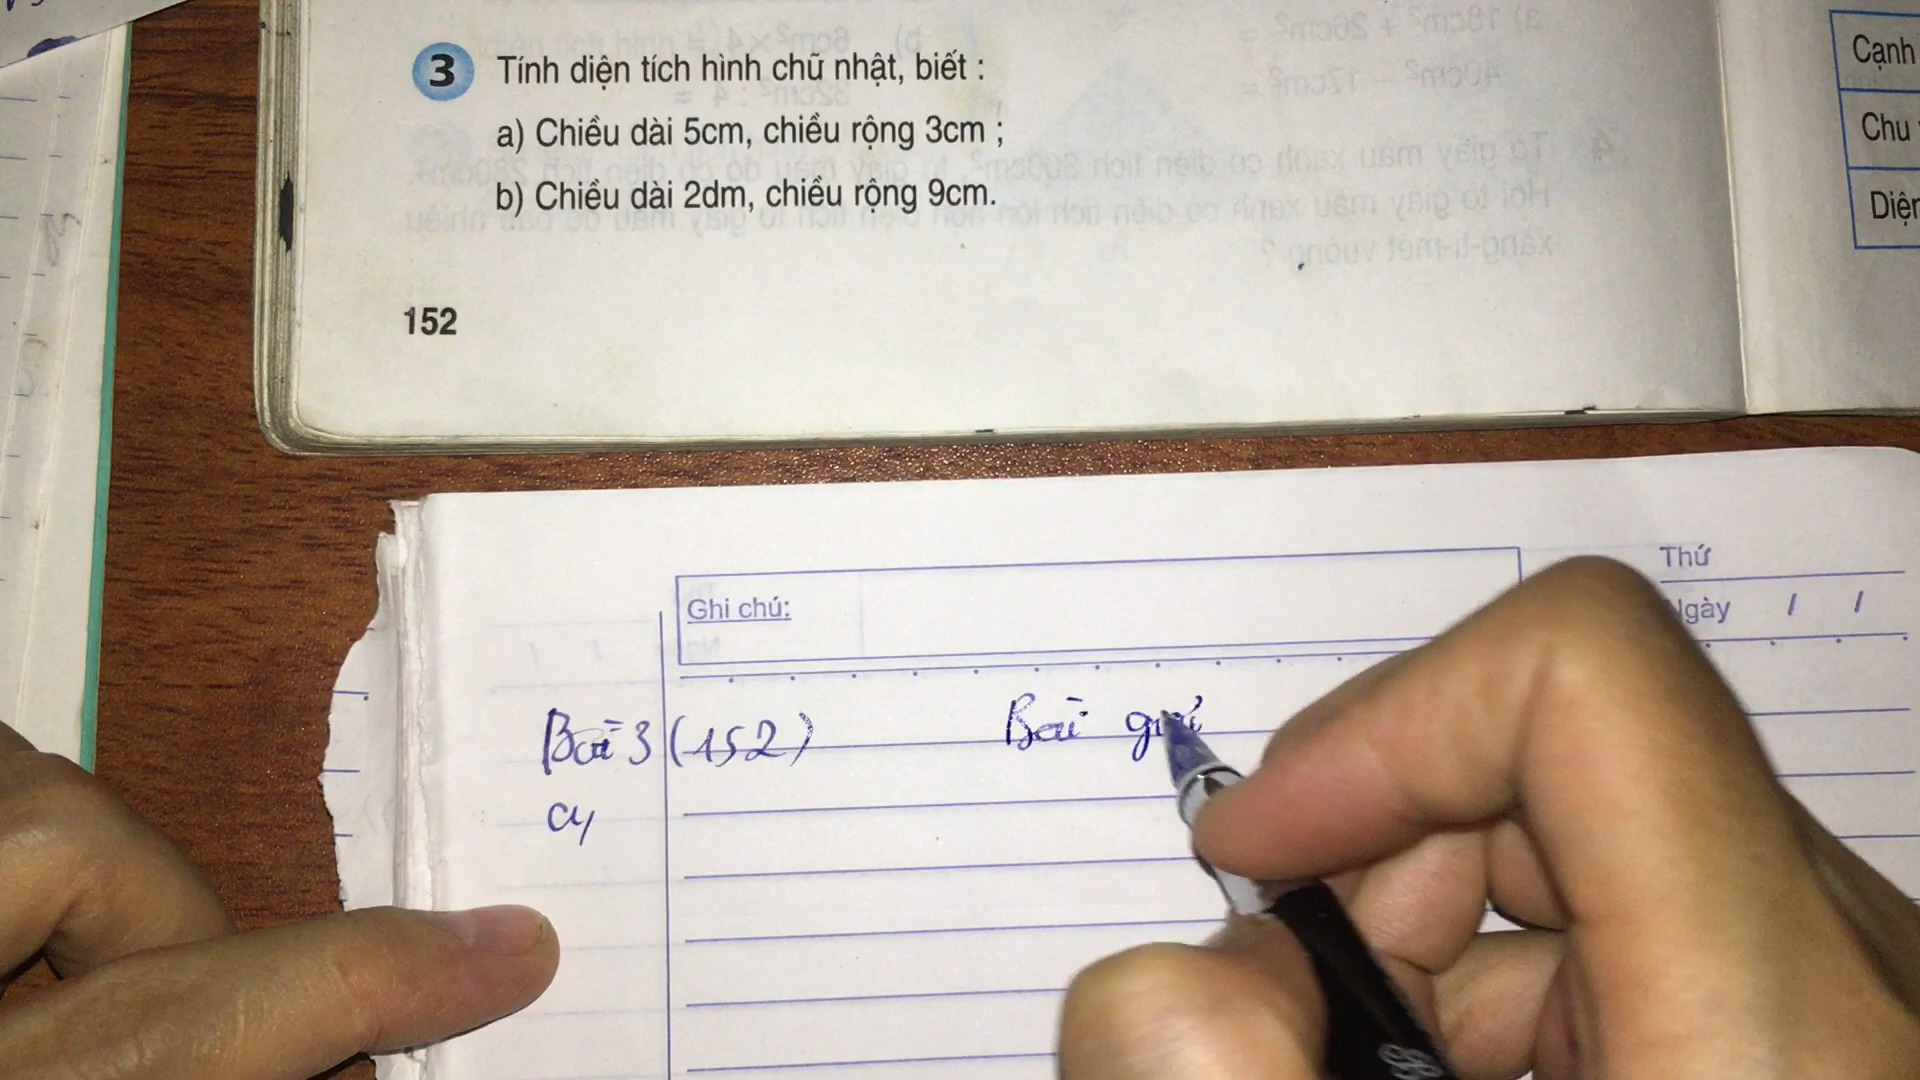 3 Tính diện tích hình chữ nhật, biết :
a) Chiều dài 5cm, chiều rộng 3cm ;
b) Chiều dài 2dm, chiều rộng 9cm.
152
Cạnh
Chu
Diện
Ghi chú:
Thứ
Ngày / /
Bài 3 (152) Bài giải
a,